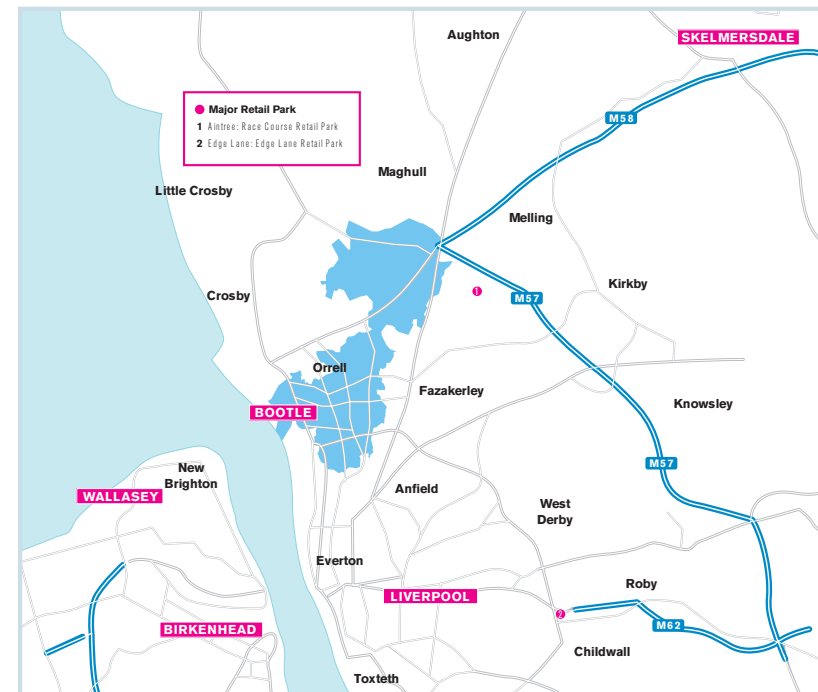 Aughton
SKELMERSDALE
Major Retail Park
1 Aintree: Race Course Retail Park
2 Edge Lane: Edge Lane Retail Park
M58
Maghull
Little Crosby
Melling
Kirkby
Crosby
1
M57
Orrell
Fazakerley
Knowsley
BOOTLE
M57
New
Brighton
WALLASEY
Anfield
West
Derby
Everton
Roby
LIVERPOOL
2
M62
BIRKENHEAD
Childwall
Toxteth